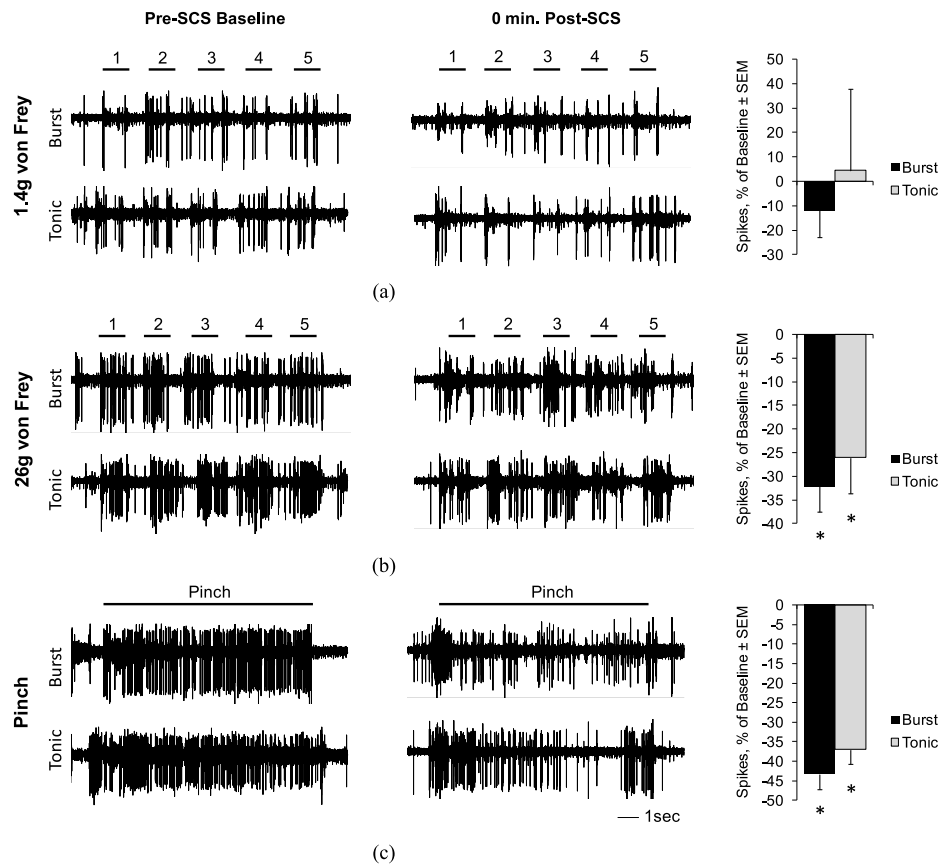 Pre-SCS Baseline
0 min. Post-SCS
1.4g von Frey
Burst
Tonic
1 2 3 4 5
1 2 3 4 5
Spikes, % of Baseline ± SEM
50
40
30
20
10
0
-10
-20
-30
Burst
Tonic
(a)
26g von Frey
Burst
Tonic
1 2 3 4 5
1 2 3 4 5
Spikes, % of Baseline ± SEM
0
-5
-10
-15
-20
-25
-30
-35
-40
* *
Burst
Tonic
(b)
Pinch
Burst
Tonic
Pinch
Pinch
1sec
Spikes, % of Baseline ± SEM
0
-5
-10
-15
-20
-25
-30
-35
-40
-45
-50
* *
Burst
Tonic
(c)